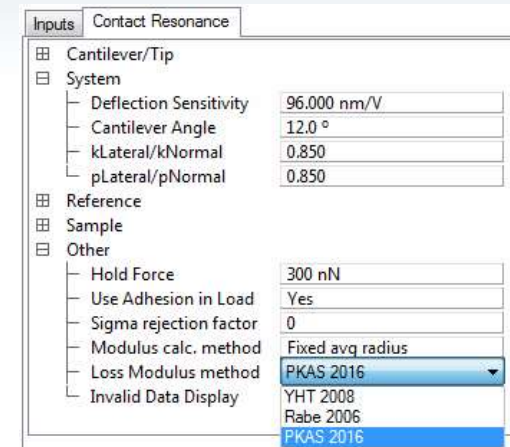 Inputs Contact Resonance
Cantilever/Tip
System
Deflection Sensitivity 96.000 nm/V
Cantilever Angle 12.0 º
kLateral/kNormal 0.850
pLateral/pNormal 0.850
Reference
Sample
Other
Hold Force 300 nN
Use Adhesion in Load Yes
Sigma rejection factor 0
Modulus calc. method Fixed avg radius
Loss Modulus method PKAS 2016
Invalid Data Display YHT 2008
Rabe 2006
PKAS 2016